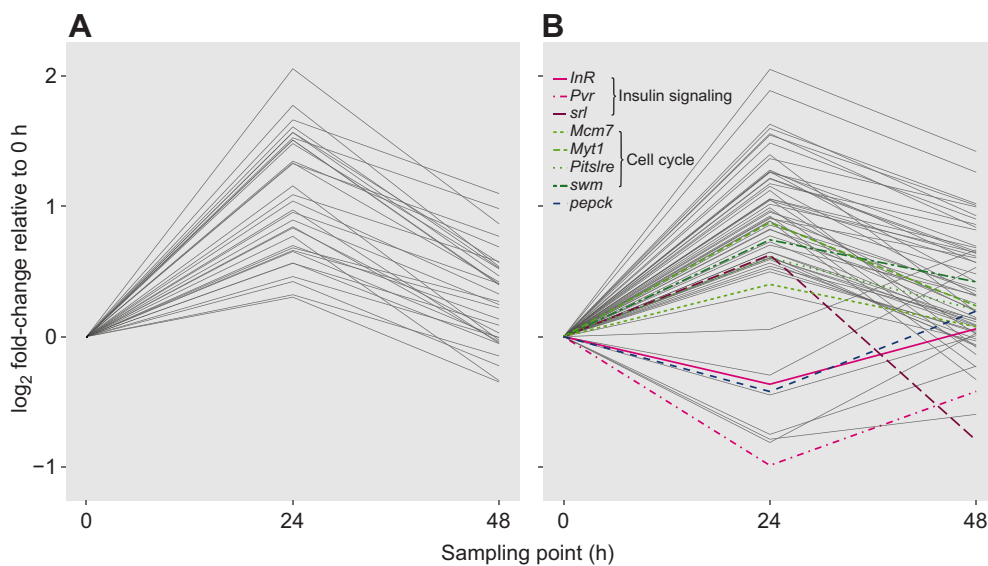 A
B
log2 fold-change relative to 0 h
2
1
0
−1
0
24
48
InR
Pvr
srl
Insulin signaling
Mcm7
Myt1
Pitslre
swm
Cell cycle
pepck
0
24
48
Sampling point (h)